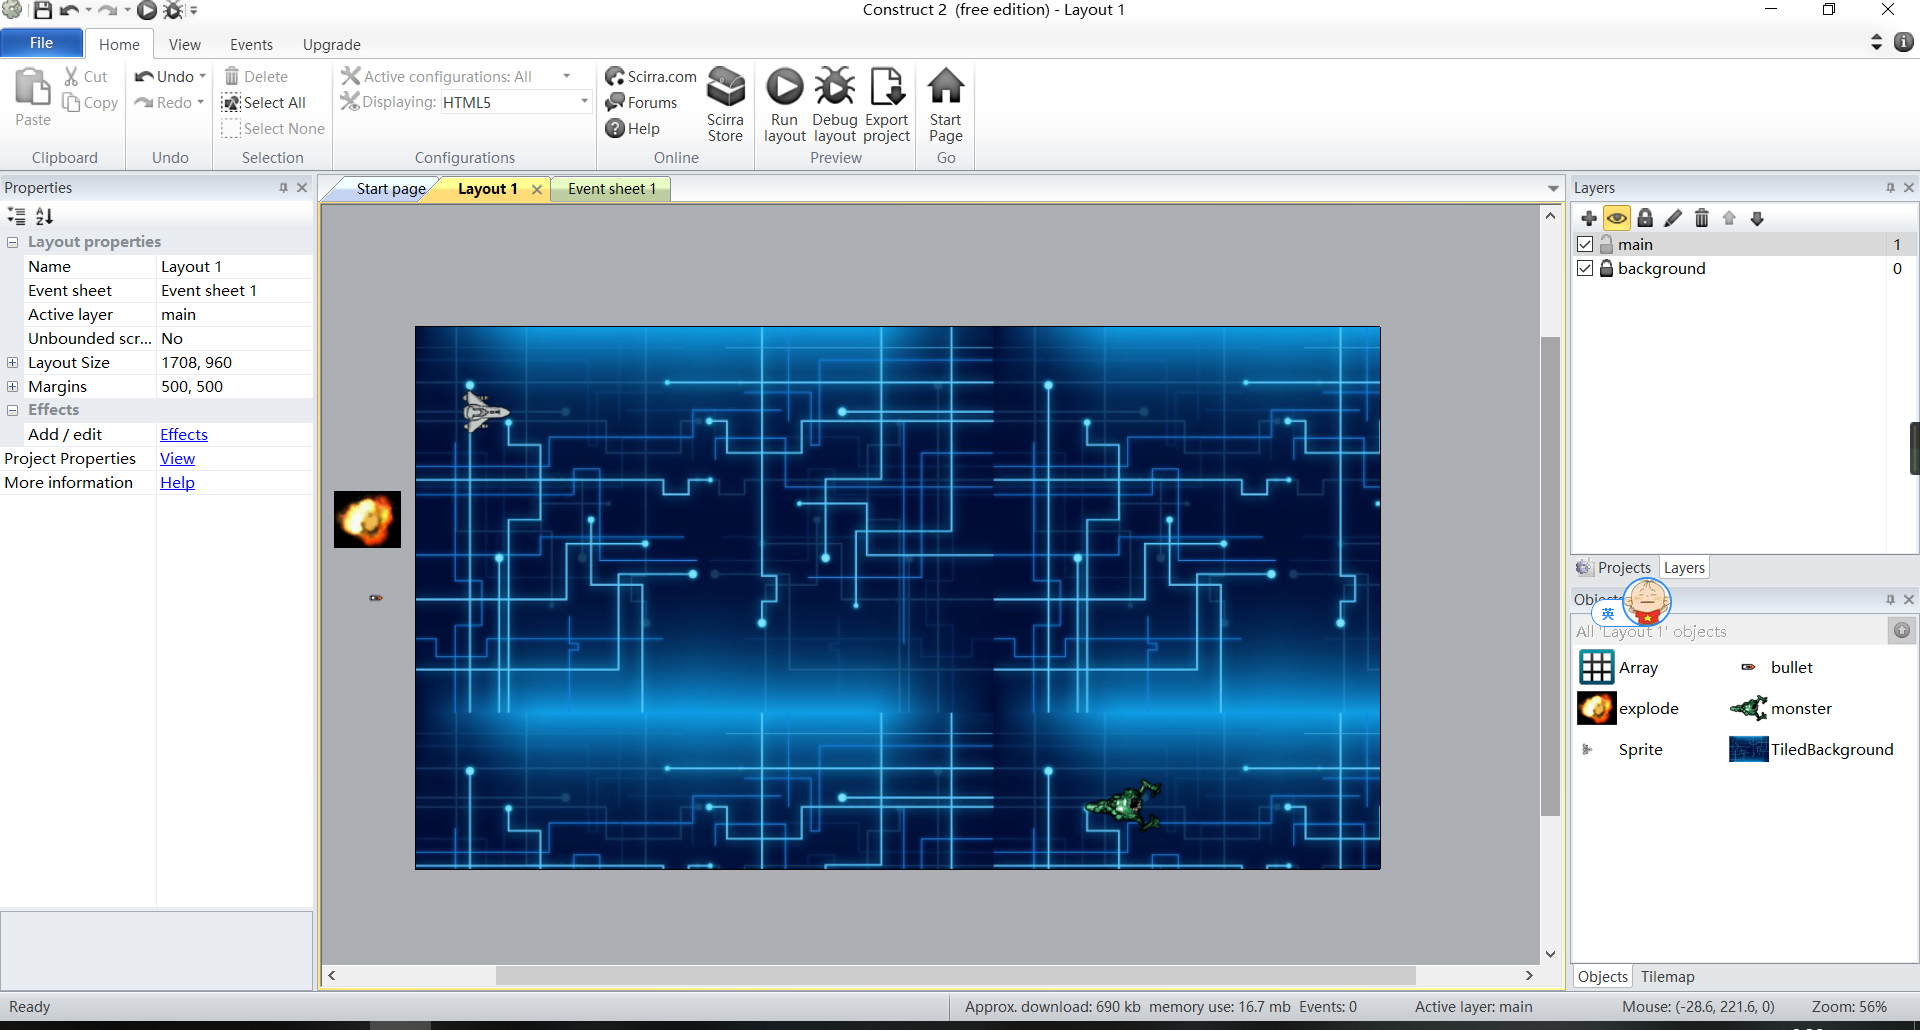 Construct 2 (free edition) - Layout 1
File Home View Events Upgrade
Paste Cut Copy Clipboard
Undo Redo Undo
Delete Select All Select None Selection
Active configurations: All
Displaying: HTML5
Configurations
Scirra.com Forums Help Scirra Store Online
Run layout Debug layout Export project Preview
Start Page Go
Properties
Layout properties
Name Layout 1
Event sheet Event sheet 1
Active layer main
Unbounded scr... No
Layout Size 1708, 960
Margins 500, 500
Effects
Add / edit Effects
Project Properties View
More information Help
Start page Layout 1 Event sheet 1
Layers
main 1
background 0
Projects Layers
英
All 'Layout 1' objects
Array bullet
explode monster
Sprite TiledBackground
Objects Tilemap
Ready Approx. download: 690 kb memory use: 16.7 mb Events: 0 Active layer: main Mouse: (-28.6, 221.6, 0) Zoom: 56%